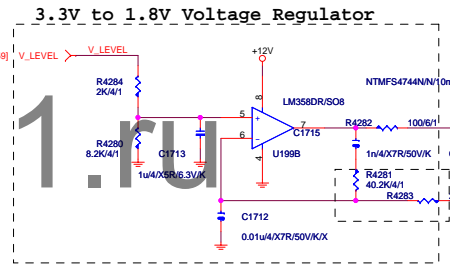 3.3V to 1.8V Voltage Regulator
V_LEVEL
V_LEVEL
+12V
R4284
2K/4/1
NTMFS4744N/N/10m
8
LM358DR/SO8
5
+
7
C1715
R4282
100/6/1
6
-
R4280
8.2K/4/1
C1713
4
U199B
1n/4/X7R/50V/K
1u/4/X5R/6.3V/K
R4281
40.2K/4/1
R4283
C1712
0.01u/4/X7R/50V/K/X
1.ru